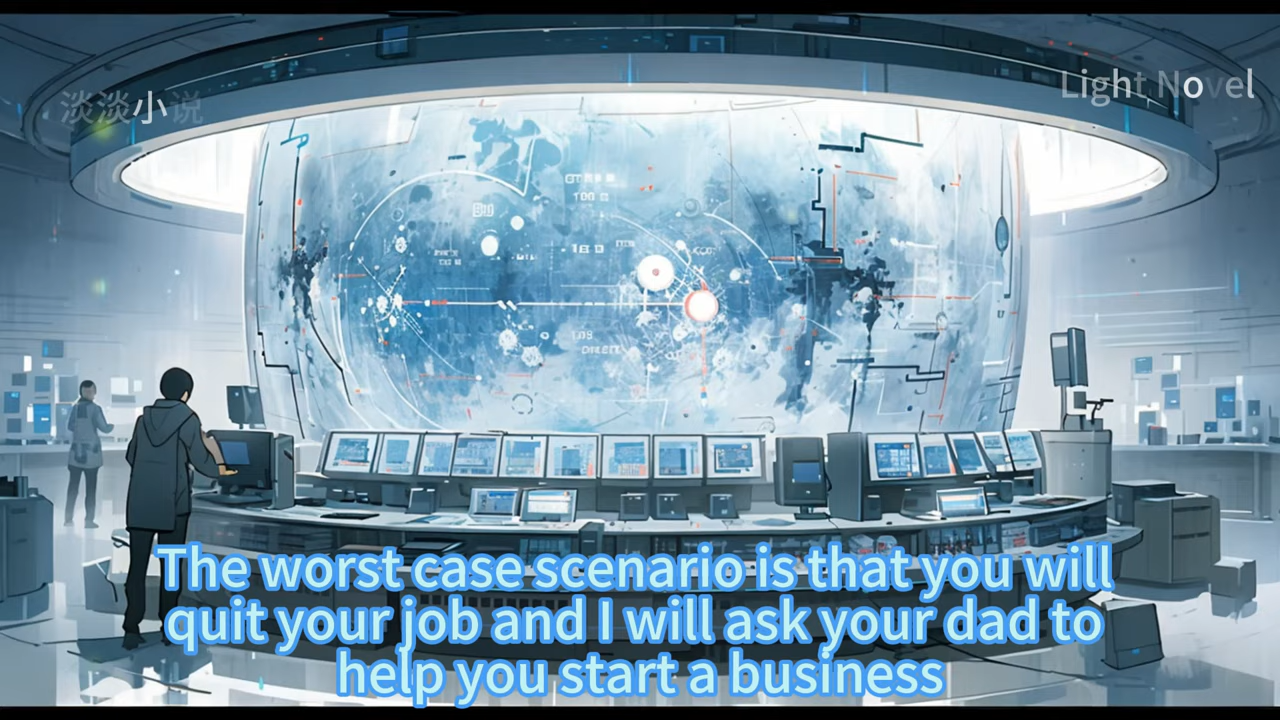 淡淡小说
Light Novel
100
The worst case scenario is that you will
quit your job and I will ask your dad to
help you start a business